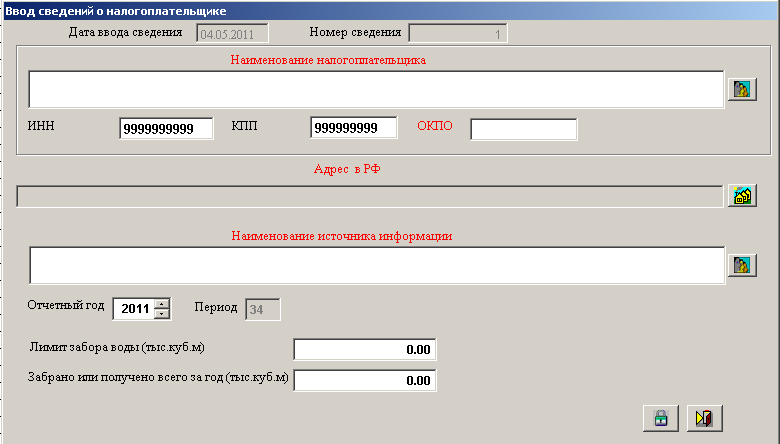 Ввод сведений о налогоплательщике
Дата ввода сведения 04.05.2011 Номер сведения 1
Наименование налогоплательщика
ИНН 9999999999 КПП 999999999 ОКПО
Адрес в РФ
Наименование источника информации
Отчетный год 2011 Период 34
Лимит забора воды (тыс.куб.м) 0.00
Забрано или получено всего за год (тыс.куб.м) 0.00